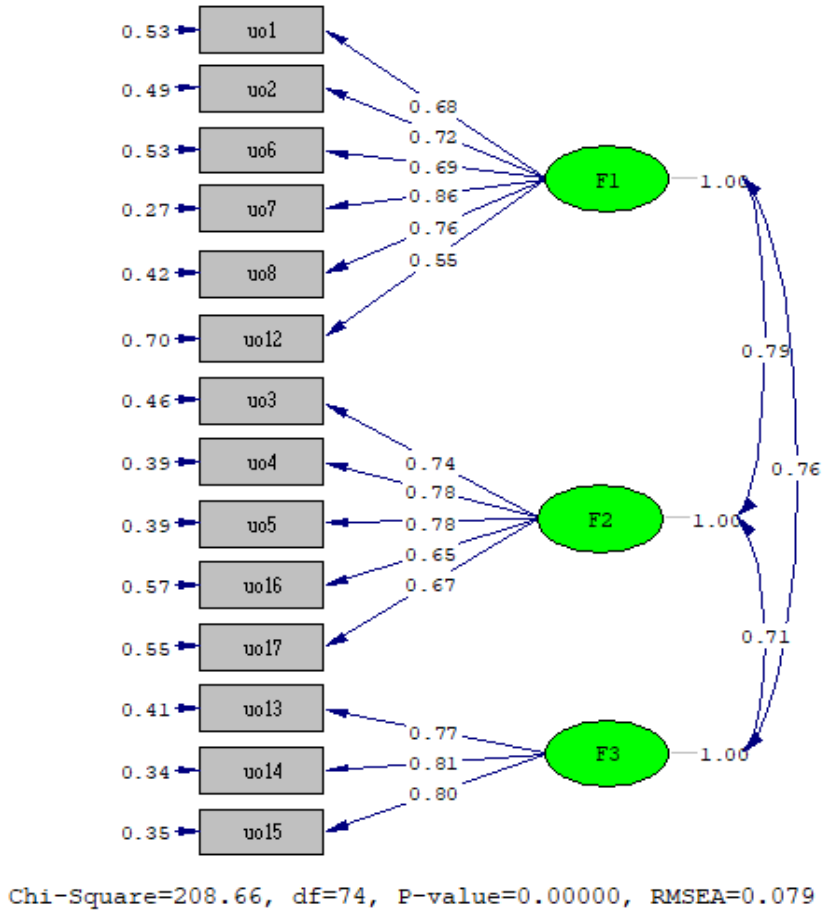 0.53 uo1
0.68
0.49 uo2
0.72
0.53 uo6
0.69
F1 1.00
0.27 uo7
0.86
0.76
0.42 uo8
0.55
0.70 uo12
0.79
0.46 uo3
0.74
0.39 uo4
0.78
0.76
0.39 uo5
0.78
F2 1.00
0.65
0.57 uo16
0.67
0.55 uo17
0.71
0.41 uo13
0.77
F3 1.00
0.34 uo14
0.81
0.80
0.35 uo15
Chi-Square=208.66, df=74, P-value=0.00000, RMSEA=0.079